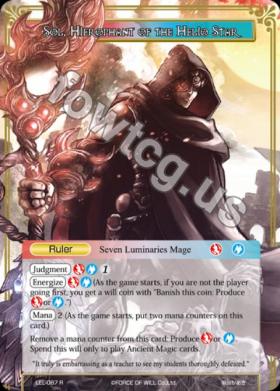 Sol, Hierophant of the Helio Star
fowtcg.us
Ruler Seven Luminaries Mage
Judgment 1
Energize (As the game starts, if you are not the player
going first, you get a will coin with "Banish this coin: Produce
or .")
Mana 2 (As the game starts, put two mana counters on this
card.)
Remove a mana counter from this card: Produce or .
Spend this will only to play Ancient Magic cards.
"It truly is embarrassing as a teacher to see my students thoroughly defeated."
LEL-087 R ©FORCE OF WILL Co.,Ltd.